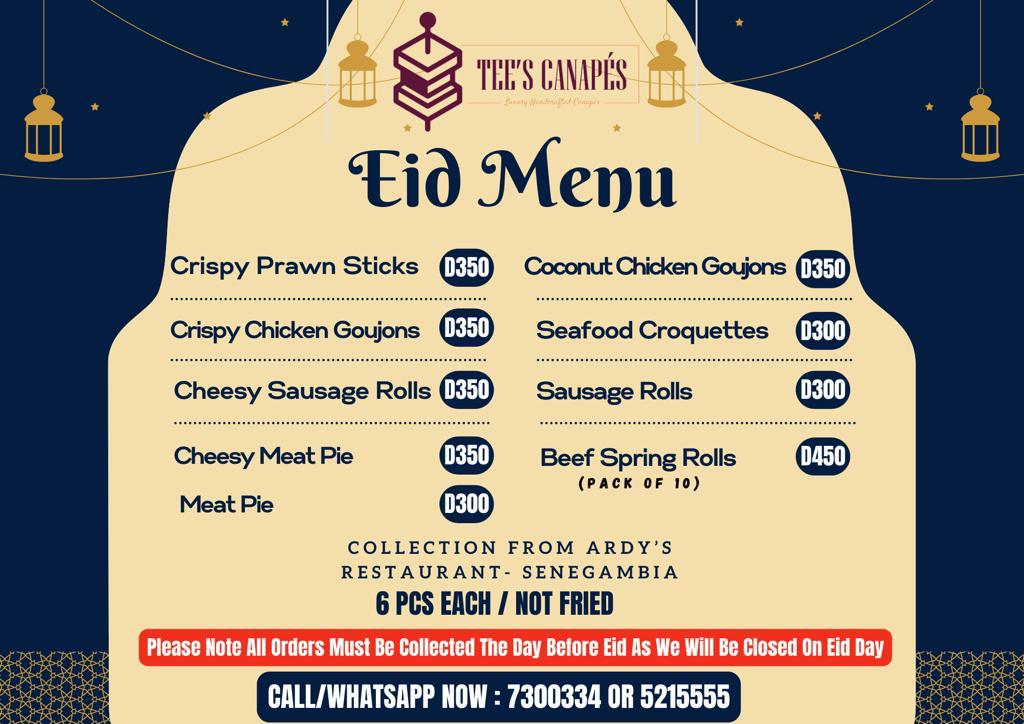 TEE'S CANAPÉS
Luxury Handcrafted Canapes
Eid Menu
Crispy Prawn Sticks D350
Crispy Chicken Goujons D350
Cheesy Sausage Rolls D350
Cheesy Meat Pie D350
Meat Pie D300
Coconut Chicken Goujons D350
Seafood Croquettes D300
Sausage Rolls D300
Beef Spring Rolls D450
(PACK OF 10)
COLLECTION FROM ARDY'S
RESTAURANT- SENEGAMBIA
6 PCS EACH / NOT FRIED
Please Note All Orders Must Be Collected The Day Before Eid As We Will Be Closed On Eid Day
CALL/WHATSAPP NOW : 7300334 OR 5215555